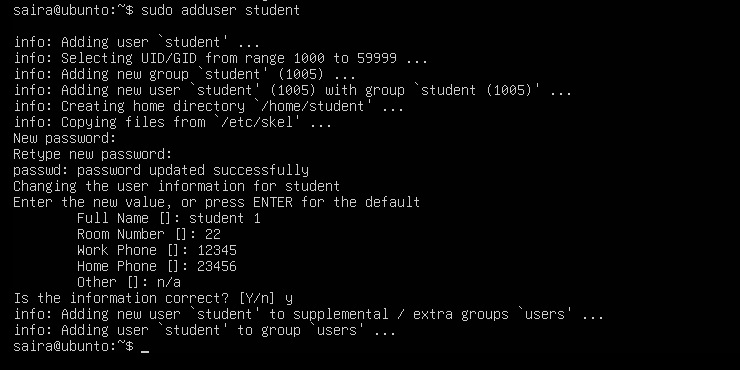 saira@ubunto:~$ sudo adduser student
info: Adding user `student' ...
info: Selecting UID/GID from range 1000 to 59999 ...
info: Adding new group `student' (1005) ...
info: Adding new user `student' (1005) with group `student (1005)' ...
info: Creating home directory `/home/student' ...
info: Copying files from `/etc/skel' ...
New password:
Retype new password:
passwd: password updated successfully
Changing the user information for student
Enter the new value, or press ENTER for the default
Full Name []: student 1
Room Number []: 22
Work Phone []: 12345
Home Phone []: 23456
Other []: n/a
Is the information correct? [Y/n] y
info: Adding new user `student' to supplemental / extra groups `users' ...
info: Adding user `student' to group `users' ...
saira@ubunto:~$ _